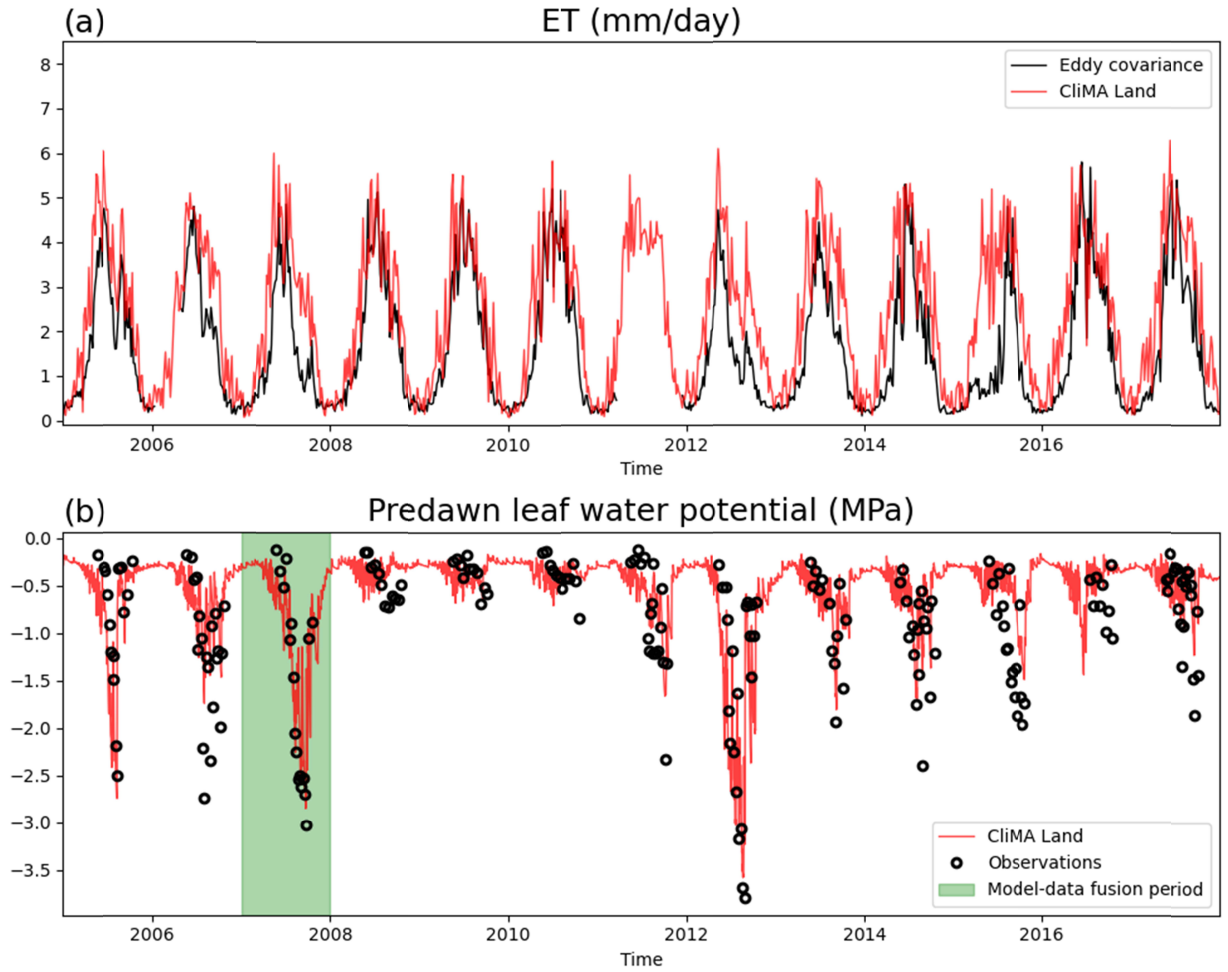 (a) ET (mm/day)
8
7
6
5
4
3
2
1
0
Eddy covariance
CliMA Land
2006 2008 2010 2012 2014 2016
Time
(b) Predawn leaf water potential (MPa)
0.0
−0.5
−1.0
−1.5
−2.0
−2.5
−3.0
−3.5
CliMA Land
Observations
Model-data fusion period
2006 2008 2010 2012 2014 2016
Time